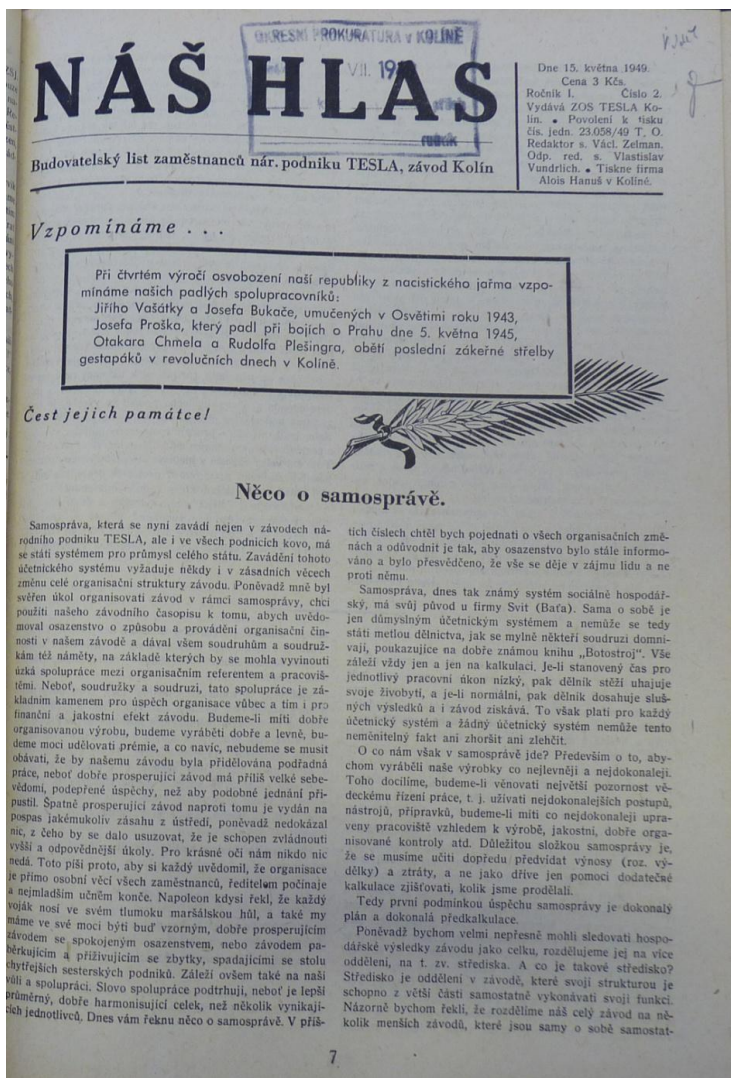 OKRESNÍ PROKURATURA v KOLÍNĚ
VII. 19
NÁŠ HLAS
Budovatelský list zaměstnanců nár. podniku TESLA, závod Kolín
Dne 15. května 1949.
Cena 3 Kčs.
Ročník I. Číslo 2.
Vydává ZOS TESLA Ko-
lín. • Povolení k tisku
čís. jedn. 23.058/49 T, O.
Redaktor s. Václ. Zelman.
Odp. red. s. Vlastislav
Vundrlich. • Tiskne firma
Alois Hanuš v Kolíně.
Vzpomínáme . . .
Při čtvrtém výročí osvobození naší republiky z nacistického jařma vzpo-
mínáme našich padlých spolupracovníků:
Jiřího Vašátky a Josefa Bukače, umučených v Osvětimi roku 1943,
Josefa Proška, který padl při bojích o Prahu dne 5. května 1945,
Otakara Chmela a Rudolfa Plešingra, obětí poslední zákeřné střelby
gestapáků v revolučních dnech v Kolíně.
Čest jejich památce!
Něco o samosprávě.
Samospráva, která se nyní zavádí nejen v závodech ná-
rodního podniku TESLA, ale i ve všech podnicích kovo, má
se státi systémem pro průmysl celého státu. Zavádění tohoto
účetnického systému vyžaduje někdy i v zásadních věcech
změnu celé organisační struktury závodu. Poněvadž mně byl
svěřen úkol organisovati závod v rámci samosprávy, chci
použíti našeho závodního časopisu k tomu, abych uvědo-
moval osazenstvo o způsobu a provádění organisační čin-
nosti v našem závodě a dával všem soudruhům a soudruž-
kám též náměty, na základě kterých by se mohla vyvinouti
úzká spolupráce mezi organisačním referentem a pracoviš-
těmi. Neboť, soudružky a soudruzi, tato spolupráce je zá-
kladním kamenem pro úspěch organisace vůbec a tím i pro
finanční a jakostní efekt závodu. Budeme-li míti dobře
organisovanou výrobu, budeme vyráběti dobře a levně, bu-
deme moci udělovati prémie, a co navíc, nebudeme se musit
obávati, že by našemu závodu byla přidělována podřadná
práce, neboť dobře prosperující závod má příliš velké sebe-
vědomí, podepřené úspěchy, než aby podobné jednání při-
pustil. Špatně prosperující závod naproti tomu je vydán na
pospas jakémukoliv zásahu z ústředí, poněvadž nedokázal
nic, z čeho by se dalo usuzovat, že je schopen zvládnouti
vyšší a odpovědnější úkoly. Pro krásné oči nám nikdo nic
nedá. Toto píši proto, aby si každý uvědomil, že organisace
je přímo osobní věcí všech zaměstnanců, ředitelem počínaje
a nejmladším učněm konče. Napoleon kdysi řekl, že každý
voják nosí ve svém tlumoku maršálskou hůl, a také my
máme ve své moci býti buď vzorným, dobře prosperujícím
závodem se spokojeným osazenstvem, nebo závodem pa-
běrkujícím a přiživujícím se zbytky, spadajícími se stolu
chytřejších sesterských podniků. Záleží ovšem také na naší
vůli a spolupráci. Slovo spolupráce podtrhuji, neboť je lepší
průměrný, dobře harmonisující celek, než několik vynikají-
cích jednotlivců. Dnes vám řeknu něco o samosprávě. V příš-
tích číslech chtěl bych pojednati o všech organisačních změ-
nách a odůvodnit je tak, aby osazenstvo bylo stále informo-
váno a bylo přesvědčeno, že vše se děje v zájmu lidu a ne
proti němu.
Samospráva, dnes tak známý systém sociálně hospodář-
ský, má svůj původ u firmy Svit (Baťa). Sama o sobě je
jen důmyslným účetnickým systémem a nemůže se tedy
státi metlou dělnictva, jak se mylně někteří soudruzi domní-
vají, poukazujíce na dobře známou knihu „Botostroj". Vše
záleží vždy jen a jen na kalkulaci. Je-li stanovený čas pro
jednotlivý pracovní úkon nízký, pak dělník stěží uhajuje
svoje živobytí, a je-li normální, pak dělník dosahuje sluš-
ných výsledků a i závod získává. To však platí pro každý
účetnický systém a žádný účetnický systém nemůže tento
neměnitelný fakt ani zhoršit ani zlehčit.
O co nám však v samosprávě jde? Především o to, aby-
chom vyráběli naše výrobky co nejlevněji a nejdokonaleji.
Toho docílíme, budeme-li věnovati největší pozornost vě-
deckému řízení práce, t. j. užívati nejdokonalejších postupů,
nástrojů, přípravků, budeme-li míti co nejdokonaleji upra-
veny pracoviště vzhledem k výrobě, jakostní, dobře orga-
nisované kontroly atd. Důležitou složkou samosprávy je,
že se musíme učiti dopředu předvídat výnosy (roz. vý-
dělky) a ztráty, a ne jako dříve jen pomocí dodatečné
kalkulace zjišťovati, kolik jsme prodělali.
Tedy první podmínkou úspěchu samosprávy je dokonalý
plán a dokonalá předkalkulace.
Poněvadž bychom velmi nepřesně mohli sledovati hospo-
dářské výsledky závodu jako celku, rozdělujeme jej na více
oddělení, na t. zv. střediska. A co je takové středisko?
Středisko je oddělení v závodě, které svojí strukturou je
schopno z větší části samostatně vykonávati svoji funkci.
Názorně bychom řekli, že rozdělíme náš celý závod na ně-
kolik menších závodů, které jsou samy o sobě samostat-
7